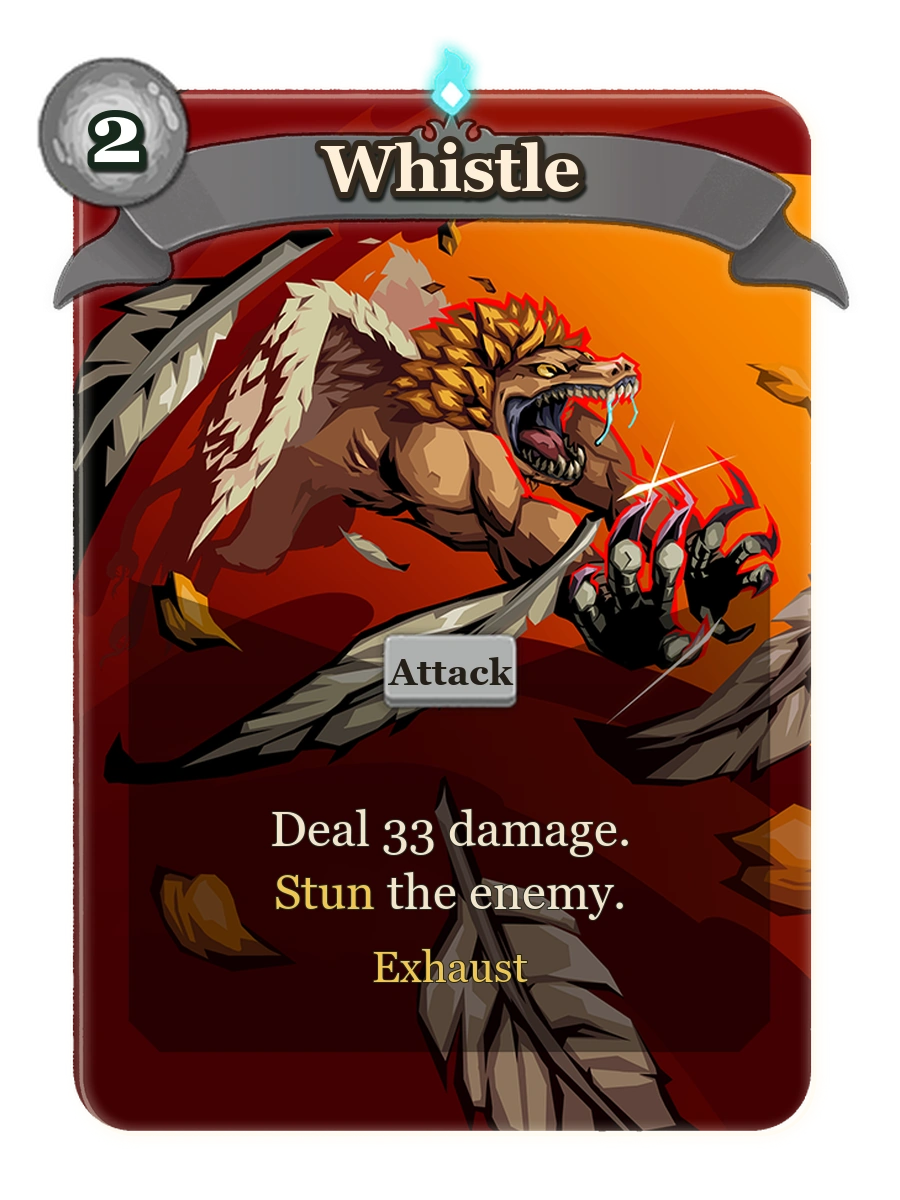 2
Whistle
Attack
Deal 33 damage.
Stun the enemy.
Exhaust